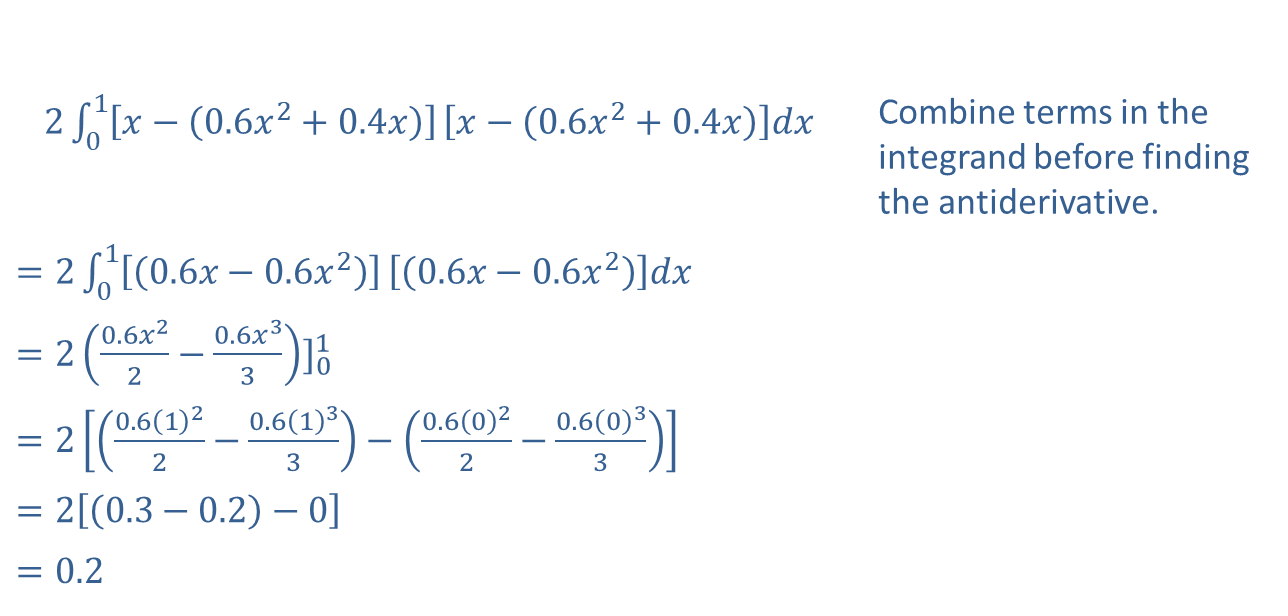 2 ∫₀¹[x − (0.6x² + 0.4x)] [x − (0.6x² + 0.4x)]dx
Combine terms in the
integrand before finding
the antiderivative.
= 2 ∫₀¹[(0.6x − 0.6x²)] [(0.6x − 0.6x²)]dx
= 2 (0.6x²/2 − 0.6x³/3)]₀¹
= 2 [(0.6(1)²/2 − 0.6(1)³/3) − (0.6(0)²/2 − 0.6(0)³/3)]
= 2[(0.3 − 0.2) − 0]
= 0.2